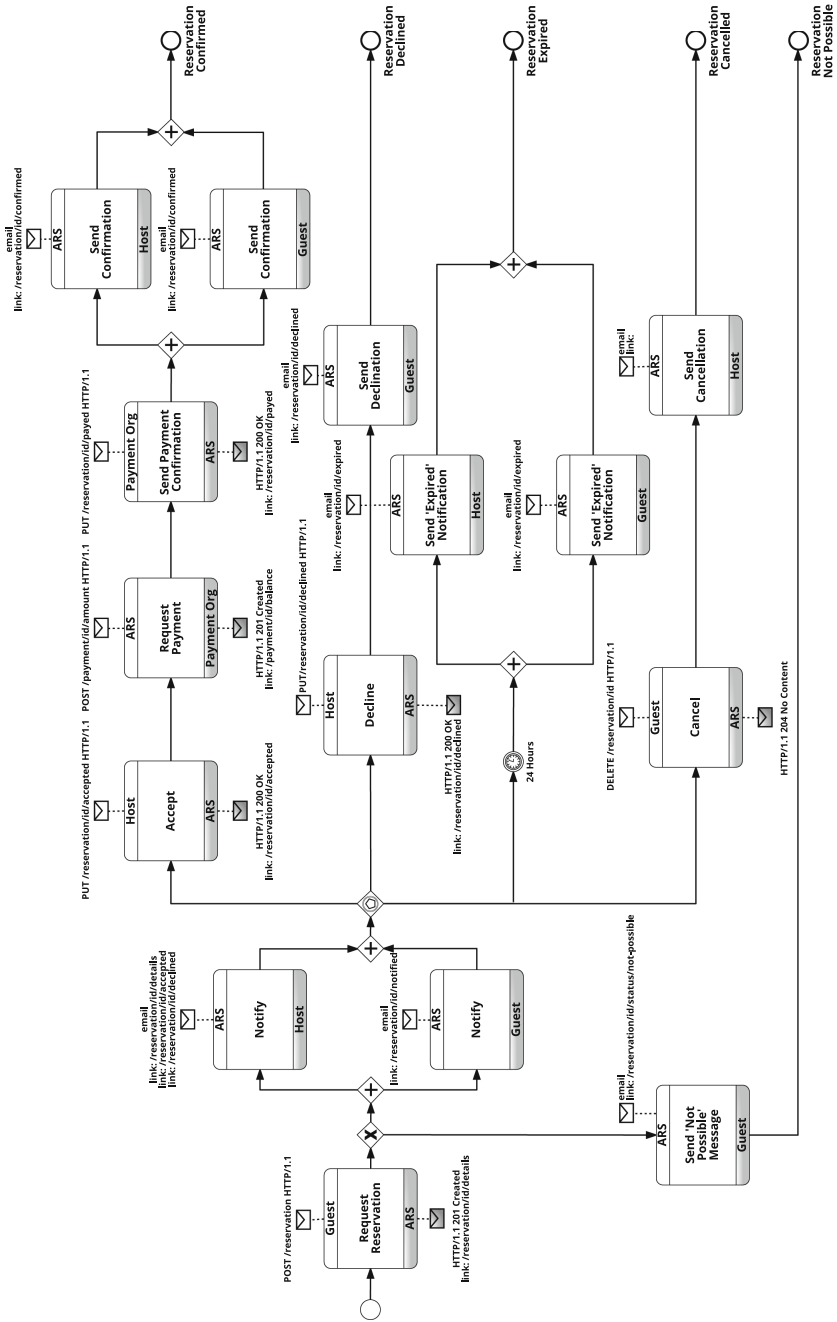 POST /reservation HTTP/1.1
Guest
Request
Reservation
ARS
HTTP/1.1 201 Created
link: /reservation/id/details
email
link: /reservation/id/details
link: /reservation/id/accepted
link: /reservation/id/declined
ARS
Notify
Host
email
link: /reservation/id/notified
ARS
Notify
Guest
email
link: /reservation/id/status/not-possible
ARS
Send 'Not
Possible'
Message
Guest
PUT /reservation/id/accepted HTTP/1.1
Host
Accept
ARS
HTTP/1.1 200 OK
link: /reservation/id/accepted
POST /payment/id/amount HTTP/1.1
ARS
Request
Payment
Payment Org
HTTP/1.1 201 Created
link: /payment/id/balance
PUT /reservation/id/payed HTTP/1.1
Payment Org
Send Payment
Confirmation
ARS
HTTP/1.1 200 OK
link: /reservation/id/payed
email
link: /reservation/id/confirmed
ARS
Send
Confirmation
Host
email
link: /reservation/id/confirmed
ARS
Send
Confirmation
Guest
Reservation
Confirmed
PUT/reservation/id/declined HTTP/1.1
Host
Decline
ARS
HTTP/1.1 200 OK
link: /reservation/id/declined
email
link: /reservation/id/declined
ARS
Send
Declination
Guest
Reservation
Declined
24 Hours
email
link: /reservation/id/expired
ARS
Send 'Expired'
Notification
Host
email
link: /reservation/id/expired
ARS
Send 'Expired'
Notification
Guest
Reservation
Expired
DELETE /reservation/id HTTP/1.1
Guest
Cancel
ARS
HTTP/1.1 204 No Content
email
link:
ARS
Send
Cancellation
Host
Reservation
Cancelled
Reservation
Not Possible